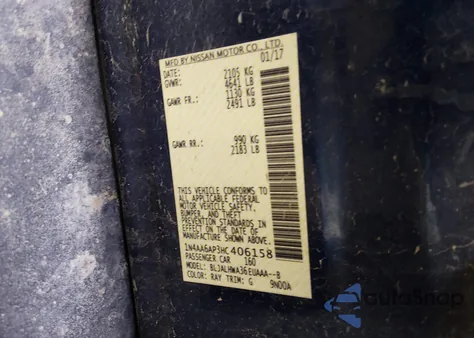 MFD BY NISSAN MOTOR CO., LTD.
DATE: 01/17
GVWR: 2105 KG
4641 LB
GAWR FR.: 1130 KG
2491 LB
GAWR RR.: 990 KG
2183 LB
THIS VEHICLE CONFORMS TO
ALL APPLICABLE FEDERAL
MOTOR VEHICLE SAFETY,
BUMPER, AND THEFT
PREVENTION STANDARDS
IN EFFECT ON THE
DATE OF MANUFACTURE
SHOWN ABOVE.
1N4AA6AP3HC406158
PASSENGER CAR 160
MODEL: BLJALHWA36EUAAA--B
COLOR: RAY TRIM: G 9N00A
autoSnap